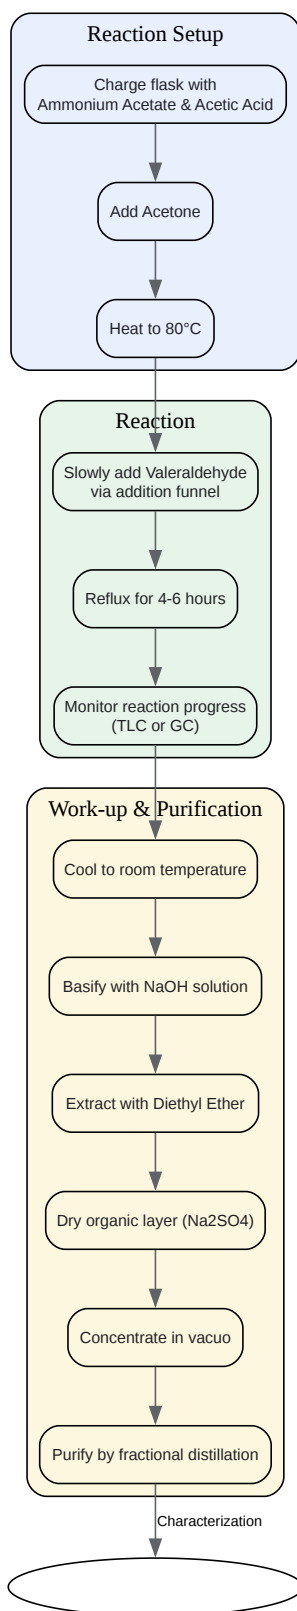 Reaction Setup
Charge flask with
Ammonium Acetate & Acetic Acid
Add Acetone
Heat to 80°C
Reaction
Slowly add Valeraldehyde
via addition funnel
Reflux for 4-6 hours
Monitor reaction progress
(TLC or GC)
Work-up & Purification
Cool to room temperature
Basify with NaOH solution
Extract with Diethyl Ether
Dry organic layer (Na2SO4)
Concentrate in vacuo
Purify by fractional distillation
Characterization